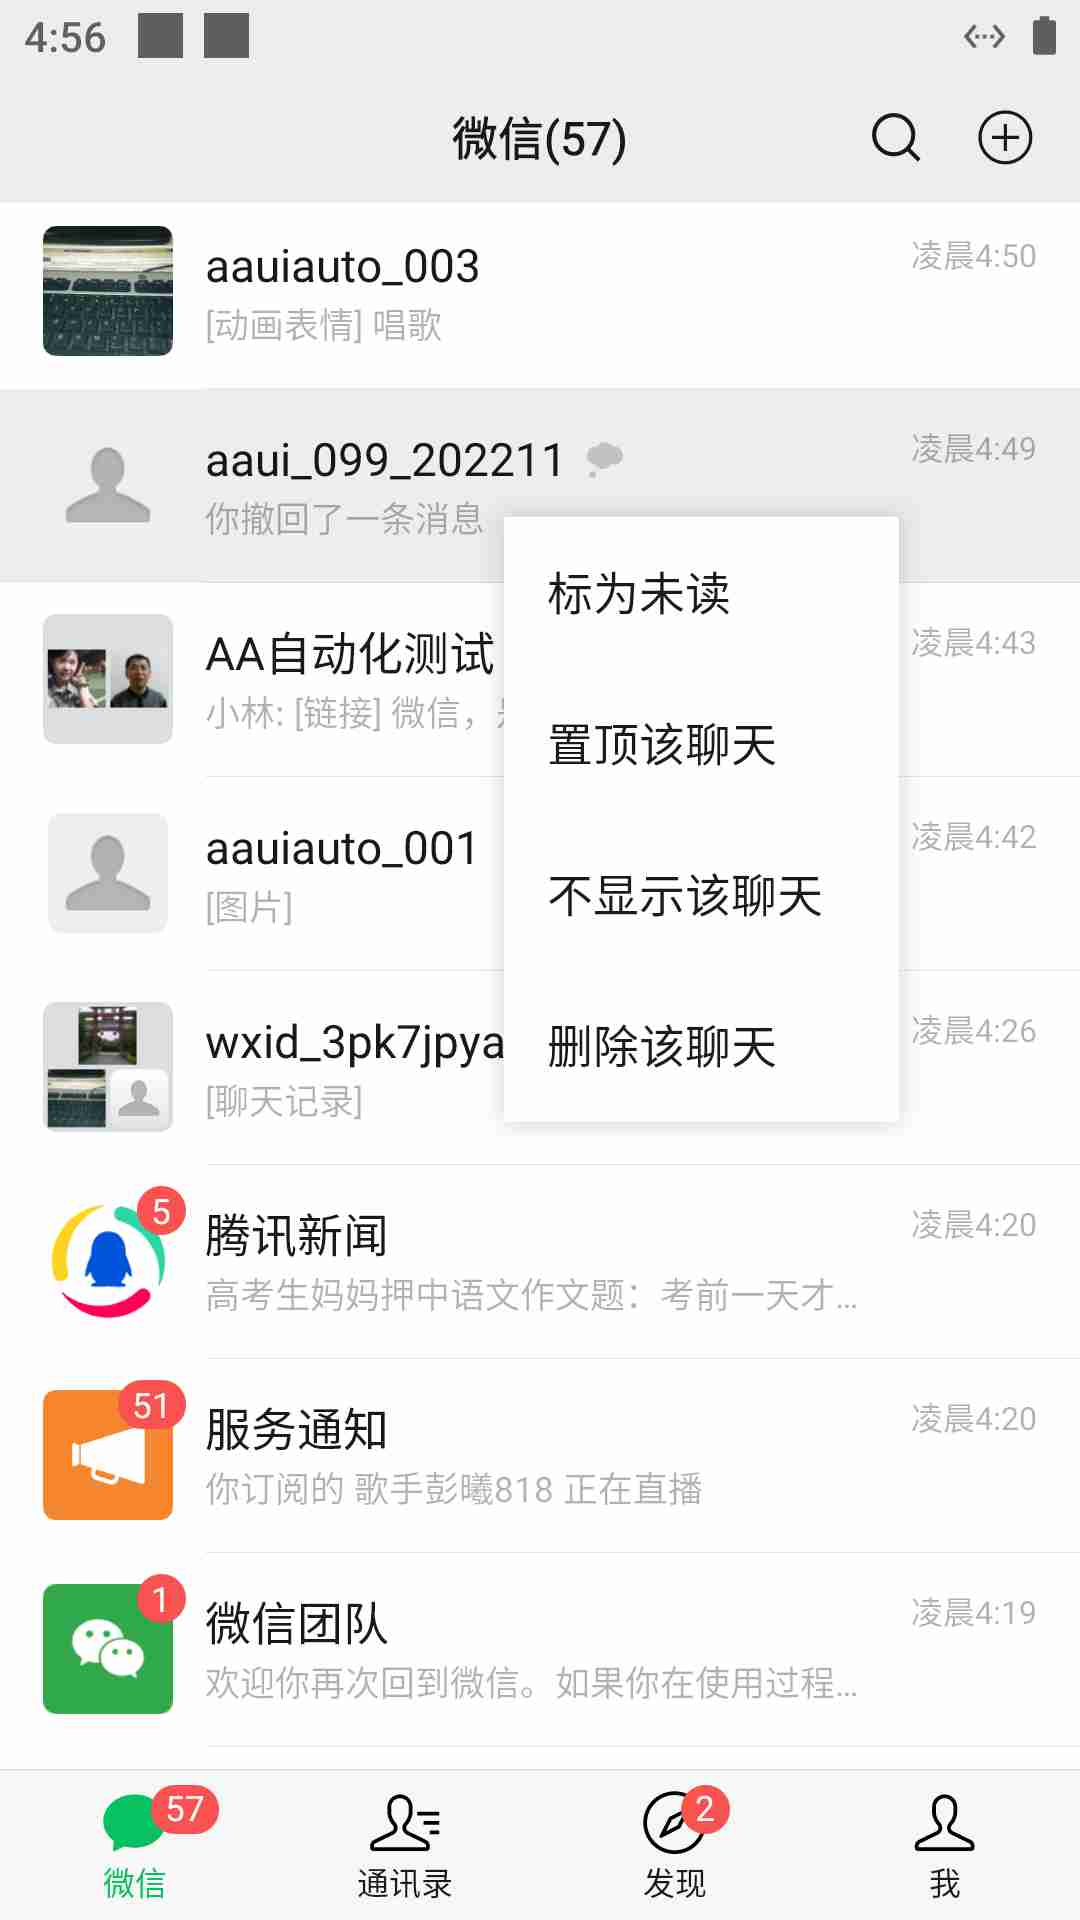 4:56
微信(57)
aauiauto_003
凌晨4:50
[动画表情] 唱歌
aaui_099_202211
凌晨4:49
你撤回了一条消息
标为未读
置顶该聊天
不显示该聊天
删除该聊天
AA自动化测试
凌晨4:43
小林: [链接] 微信，
aauiauto_001
凌晨4:42
[图片]
wxid_3pk7jpya
凌晨4:26
[聊天记录]
5
腾讯新闻
凌晨4:20
高考生妈妈押中语文作文题：考前一天才...
51
服务通知
凌晨4:20
你订阅的 歌手彭曦818 正在直播
1
微信团队
凌晨4:19
欢迎你再次回到微信。如果你在使用过程...
57
2
微信
通讯录
发现
我